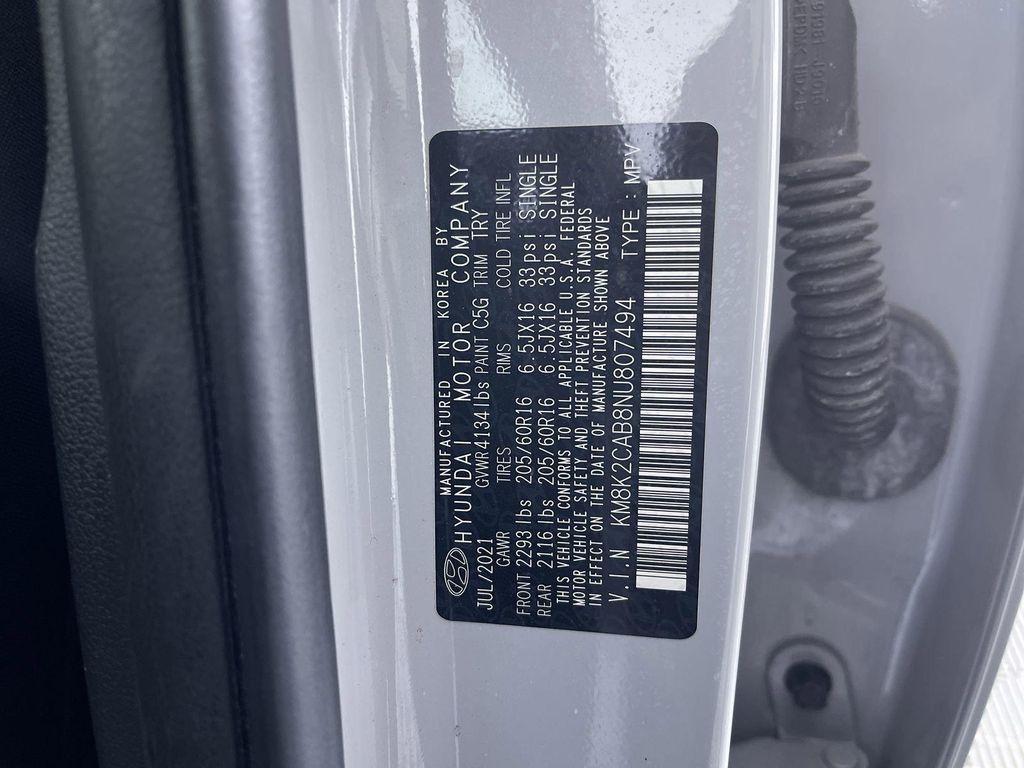 MANUFACTURED IN KOREA BY
HYUNDAI MOTOR COMPANY
JUL/2021 GVWR4134 lbs PAINT C5G TRIM TRY
GAWR TIRES RIMS COLD TIRE INFL
FRONT 2293 lbs 205/60R16 6.5JX16 33psi SINGLE
REAR 2116 lbs 205/60R16 6.5JX16 33psi SINGLE
THIS VEHICLE CONFORMS TO ALL APPLICABLE U.S.A. FEDERAL
MOTOR VEHICLE SAFETY AND THEFT PREVENTION STANDARDS
IN EFFECT ON THE DATE OF MANUFACTURE SHOWN ABOVE
V.I.N KM8K2CAB8NU807494 TYPE : MPV